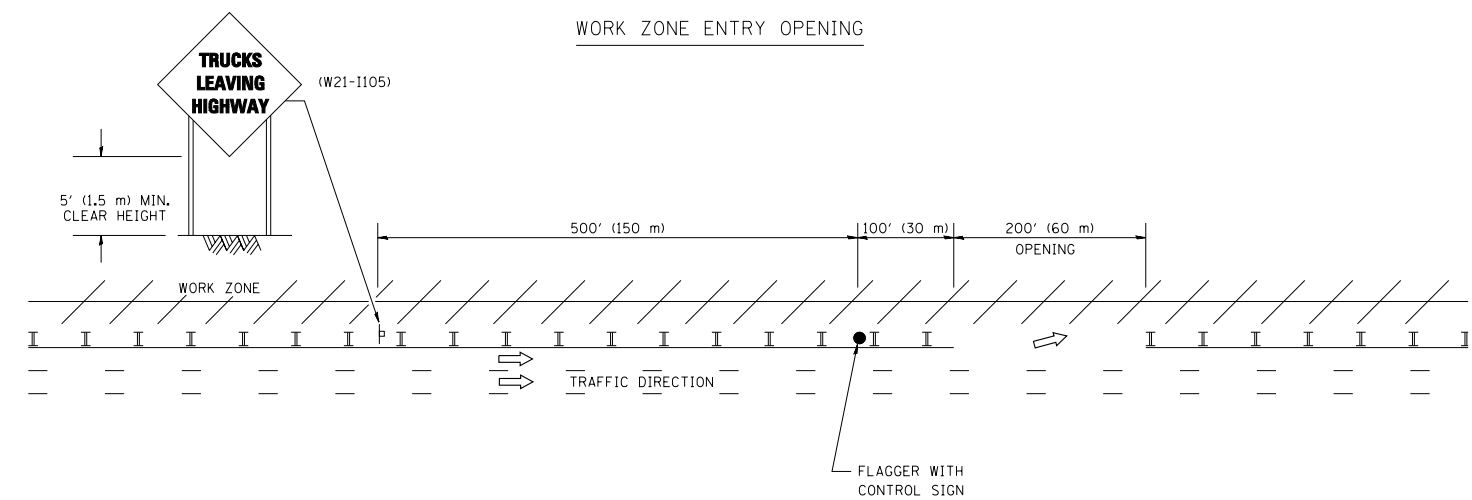 WORK ZONE ENTRY OPENING
TRUCKS
LEAVING
HIGHWAY
(W21-I105)
5' (1.5 m) MIN.
CLEAR HEIGHT
500' (150 m)
100' (30 m)
200' (60 m)
OPENING
WORK ZONE
TRAFFIC DIRECTION
FLAGGER WITH
CONTROL SIGN